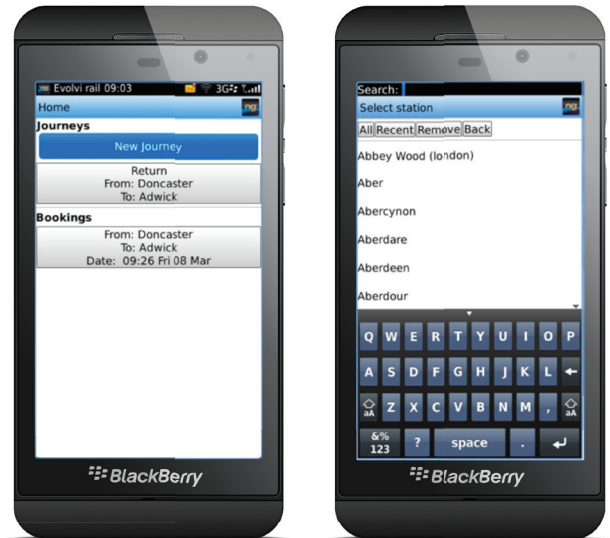 Evolvi rail 09:03
3G
Home
ng
Journeys
New Journey
Return
From: Doncaster
To: Adwick
Bookings
From: Doncaster
To: Adwick
Date: 09:26 Fri 08 Mar
BlackBerry
Search:
Select station
ng
All Recent Remove Back
Abbey Wood (london)
Aber
Abercynon
Aberdare
Aberdeen
Aberdour
Q W E R T Y U I O P
A S D F G H J K L
aA Z X C V B N M , aA
&% 123 ? space .
BlackBerry